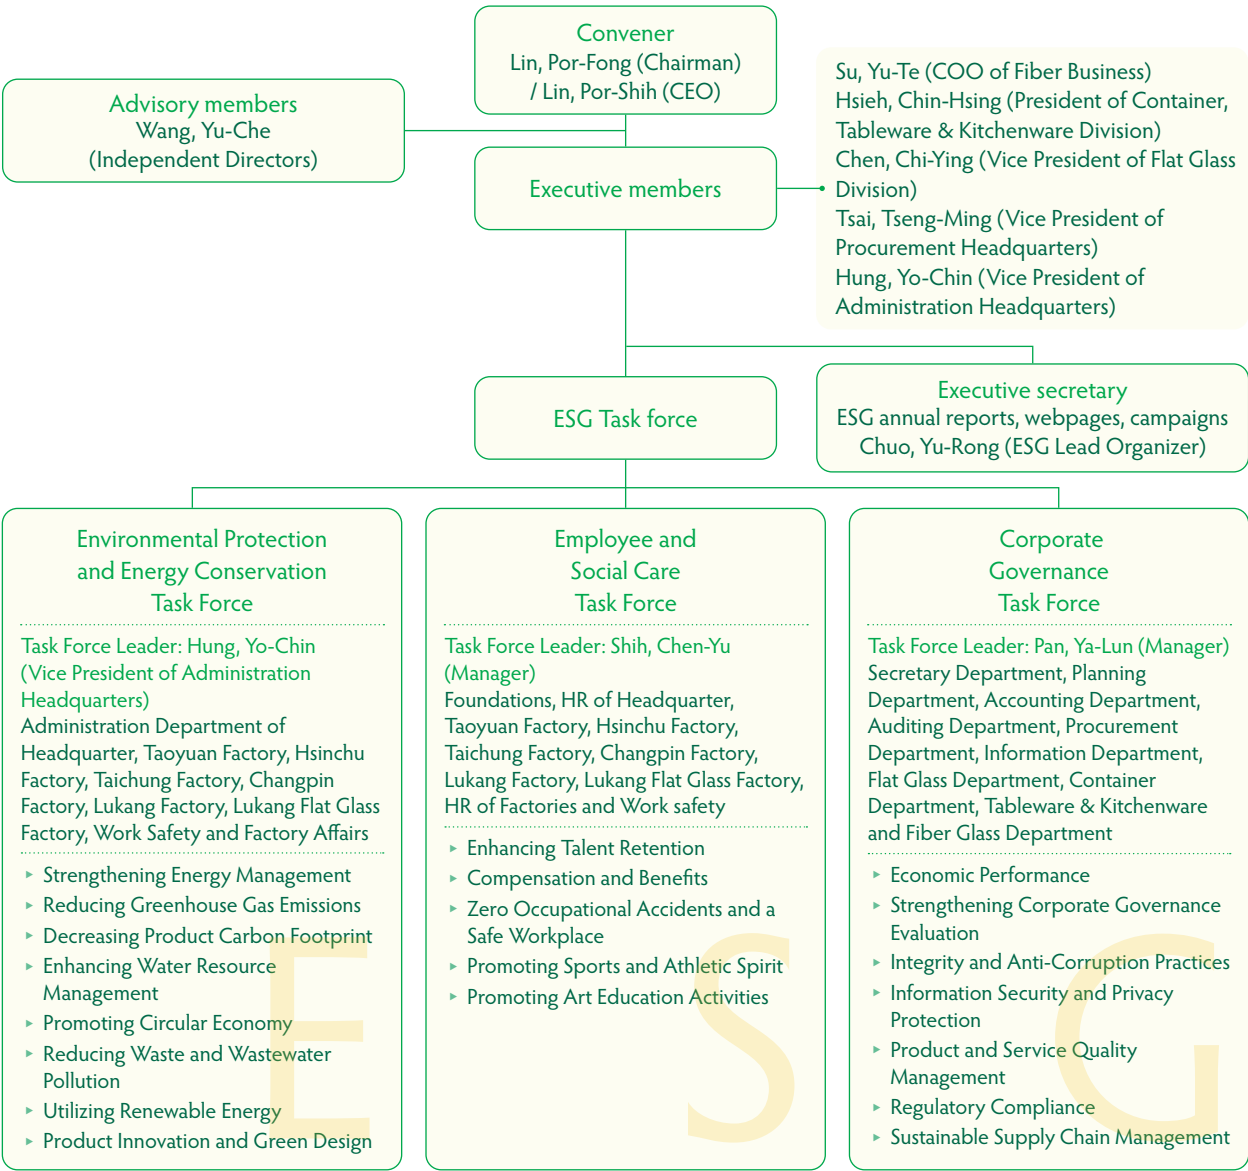 Convener
Lin, Por-Fong (Chairman)
/ Lin, Por-Shih (CEO)
Advisory members
Wang, Yu-Che
(Independent Directors)
Executive members
Su, Yu-Te (COO of Fiber Business)
Hsieh, Chin-Hsing (President of Container,
Tableware & Kitchenware Division)
Chen, Chi-Ying (Vice President of Flat Glass
Division)
Tsai, Tseng-Ming (Vice President of
Procurement Headquarters)
Hung, Yo-Chin (Vice President of
Administration Headquarters)
ESG Task force
Executive secretary
ESG annual reports, webpages, campaigns
Chuo, Yu-Rong (ESG Lead Organizer)
Environmental Protection
and Energy Conservation
Task Force
Task Force Leader: Hung, Yo-Chin
(Vice President of Administration
Headquarters)
Administration Department of
Headquarter, Taoyuan Factory, Hsinchu
Factory, Taichung Factory, Changpin
Factory, Lukang Factory, Lukang Flat Glass
Factory, Work Safety and Factory Affairs
▸ Strengthening Energy Management
▸ Reducing Greenhouse Gas Emissions
▸ Decreasing Product Carbon Footprint
▸ Enhancing Water Resource
Management
▸ Promoting Circular Economy
▸ Reducing Waste and Wastewater
Pollution
▸ Utilizing Renewable Energy
▸ Product Innovation and Green Design
E
Employee and
Social Care
Task Force
Task Force Leader: Shih, Chen-Yu
(Manager)
Foundations, HR of Headquarter,
Taoyuan Factory, Hsinchu Factory,
Taichung Factory, Changpin Factory,
Lukang Factory, Lukang Flat Glass Factory,
HR of Factories and Work safety
▸ Enhancing Talent Retention
▸ Compensation and Benefits
▸ Zero Occupational Accidents and a
Safe Workplace
▸ Promoting Sports and Athletic Spirit
▸ Promoting Art Education Activities
S
Corporate
Governance
Task Force
Task Force Leader: Pan, Ya-Lun (Manager)
Secretary Department, Planning
Department, Accounting Department,
Auditing Department, Procurement
Department, Information Department,
Flat Glass Department, Container
Department, Tableware & Kitchenware
and Fiber Glass Department
▸ Economic Performance
▸ Strengthening Corporate Governance
Evaluation
▸ Integrity and Anti-Corruption Practices
▸ Information Security and Privacy
Protection
▸ Product and Service Quality
Management
▸ Regulatory Compliance
▸ Sustainable Supply Chain Management
G